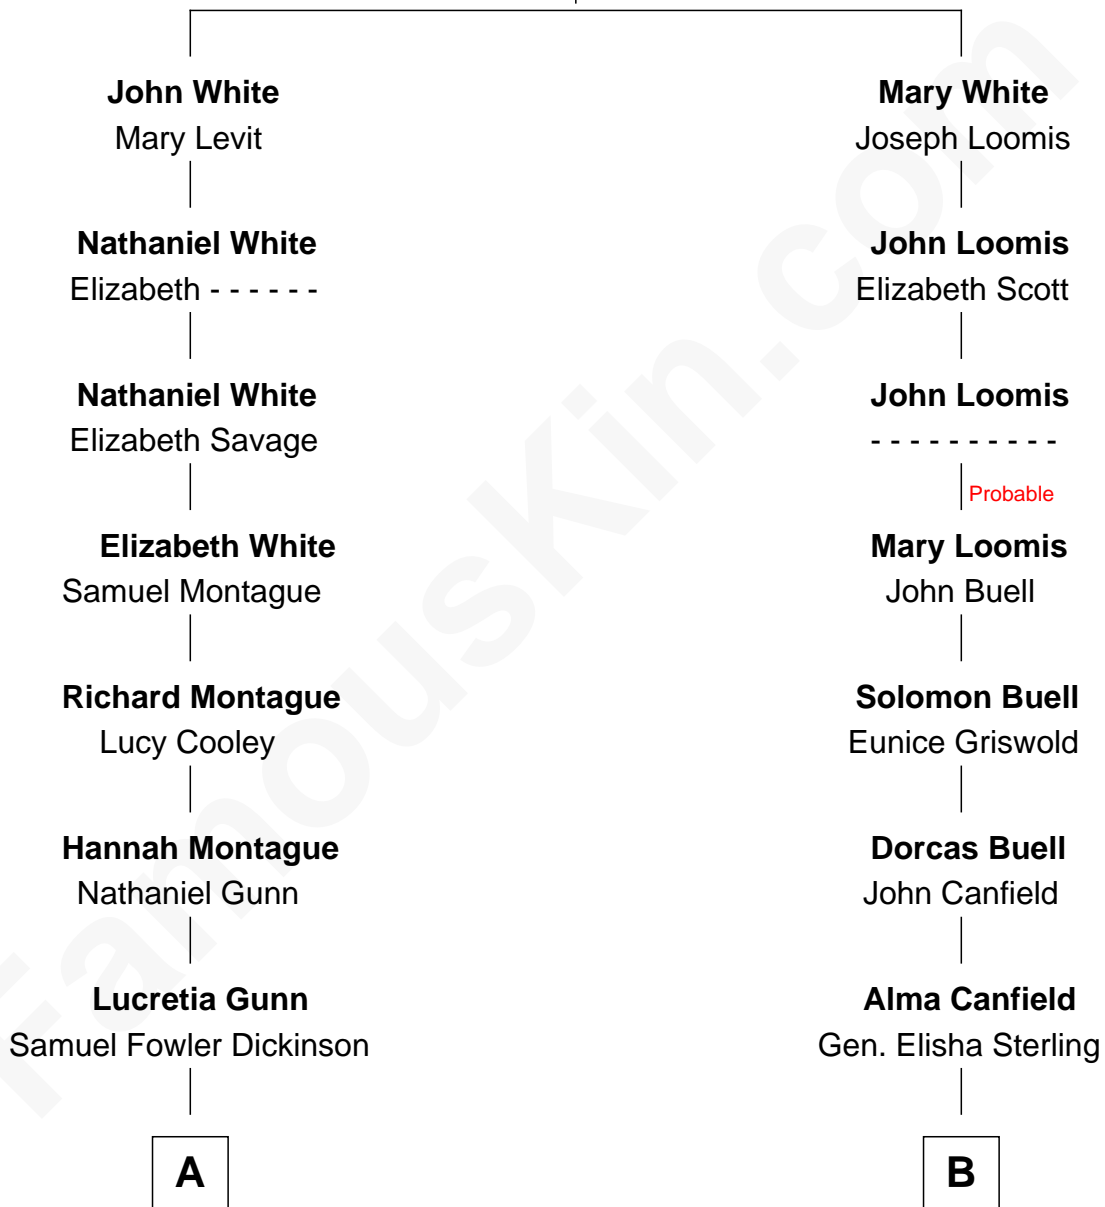 John White
Mary Levit
Nathaniel White
Elizabeth - - - - - -
Nathaniel White
Elizabeth Savage
Elizabeth White
Samuel Montague
Richard Montague
Lucy Cooley
Hannah Montague
Nathaniel Gunn
Lucretia Gunn
Samuel Fowler Dickinson
A
Mary White
Joseph Loomis
John Loomis
Elizabeth Scott
John Loomis
- - - - - - - - - -
Probable
Mary Loomis
John Buell
Solomon Buell
Eunice Griswold
Dorcas Buell
John Canfield
Alma Canfield
Gen. Elisha Sterling
B
FamousKin.com